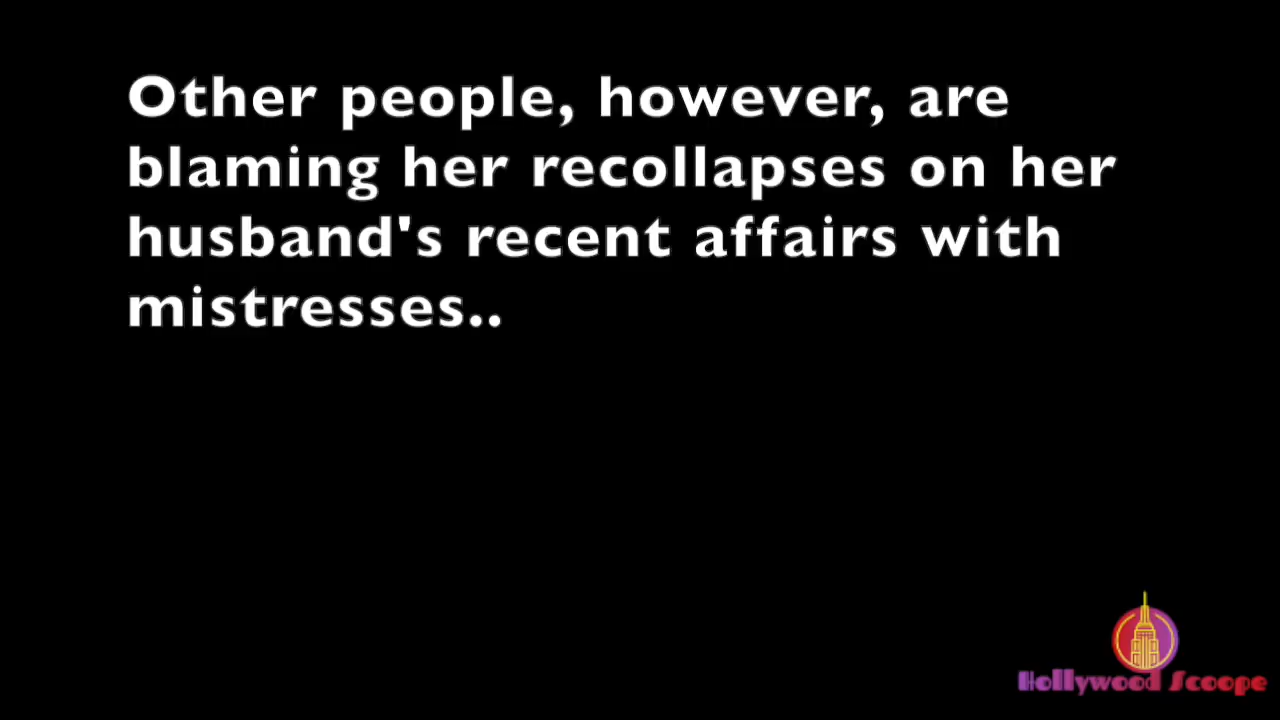 Other people, however, are
blaming her recollapses on her
husband's recent affairs with
mistresses..
Hollywood Scoope